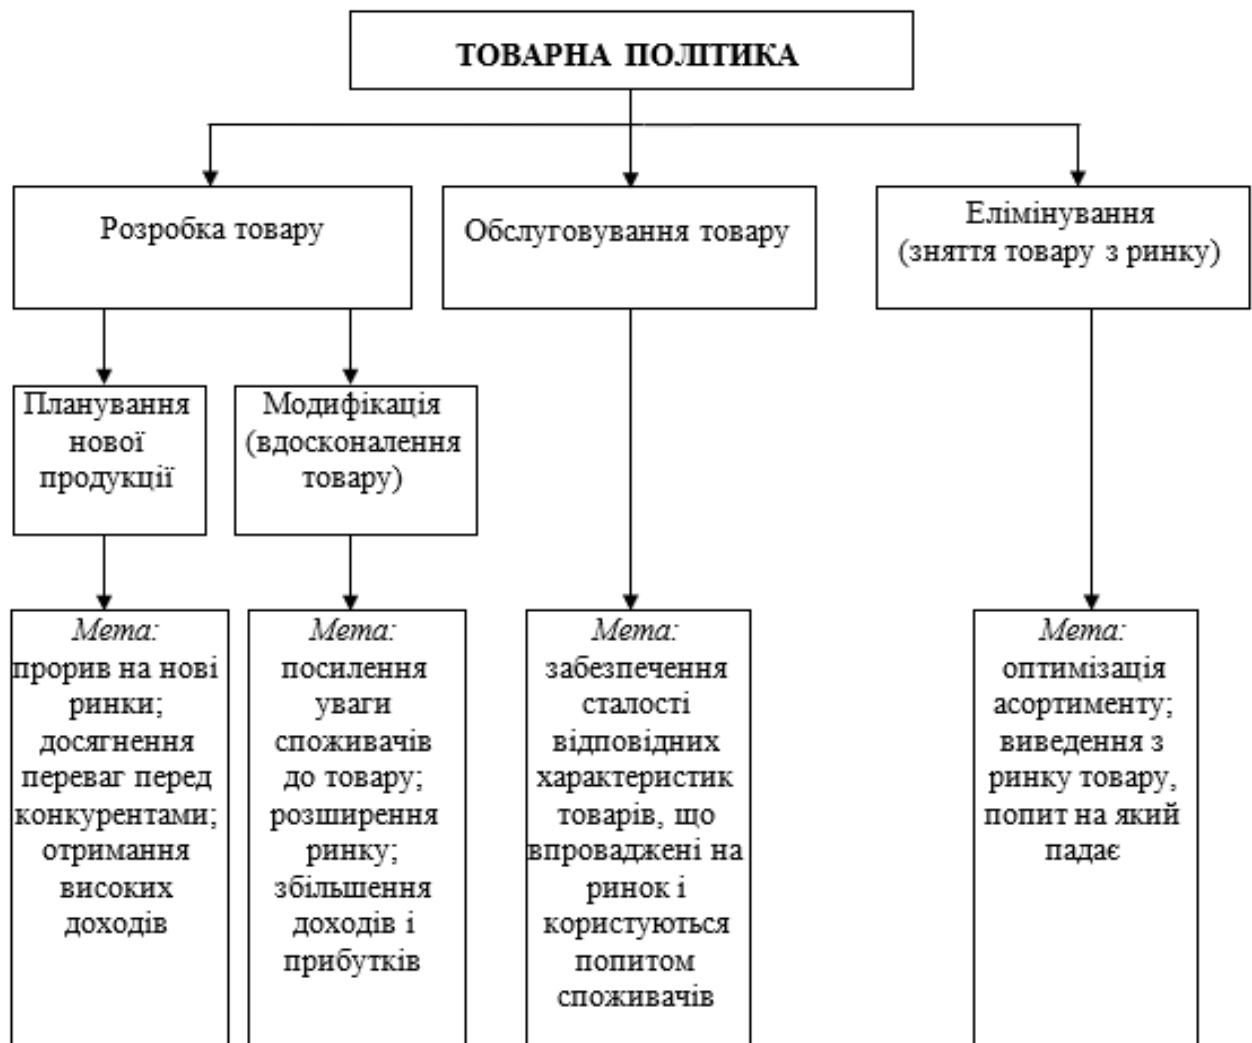 ТОВАРНА ПОЛІТИКА
Розробка товару
Обслуговування товару
Елімінування
(зняття товару з ринку)
Планування
нової
продукції
Модифікація
(вдосконалення
товару)
Мета:
прорив на нові
ринки;
досягнення
переваг перед
конкурентами;
отримання
високих
доходів
Мета:
посилення
уваги
споживачів
до товару;
розширення
ринку;
збільшення
доходів і
прибутків
Мета:
забезпечення
сталості
відповідних
характеристик
товарів, що
впроваджені на
ринок і
користуються
попитом
споживачів
Мета:
оптимізація
асортименту;
виведення з
ринку товару,
попит на який
падає